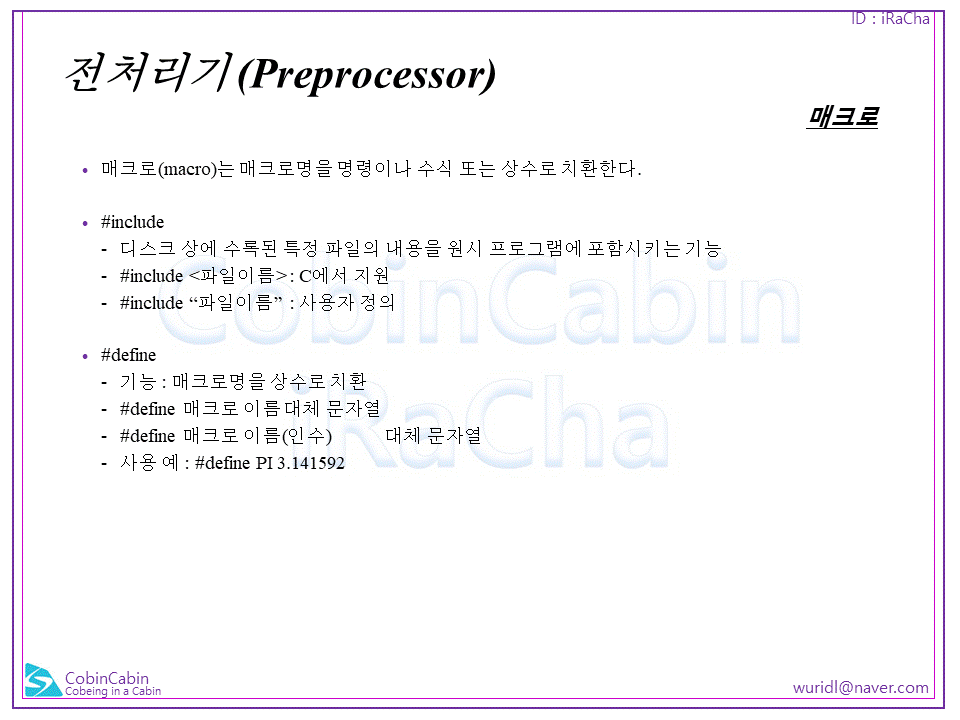 ID : iRaCha
전처리기(Preprocessor)
매크로
• 매크로(macro)는 매크로명을 명령이나 수식 또는 상수로 치환한다.
• #include
- 디스크 상에 수록된 특정 파일의 내용을 원시 프로그램에 포함시키는 기능
- #include <파일이름> : C에서 지원
- #include “파일이름” : 사용자 정의
CobinCabin
• #define
- 기능 : 매크로명을 상수로 치환
- #define 매크로 이름 대체 문자열
- #define 매크로 이름(인수) 대체 문자열
iRaCha
- 사용 예 : #define PI 3.141592
CobinCabin
Cobeing in a Cabin
wuridl@naver.com